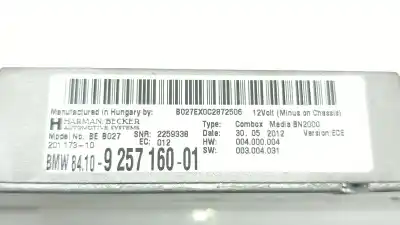 Manufactured in Hungary by: B027EX0C2872506 12Volt (Minus on Chassis)
HARMAN/BECKER Type: Combox Media BN2000
AUTOMOTIVE SYSTEMS
Model No.: BE 8027 SNR: 2259338 Date: 30. 05 2012 Version: ECE
201 173-10 EC: 012 HW: 004.000.004
SW: 003.004.031
BMW 84.10- 9 257 160-01